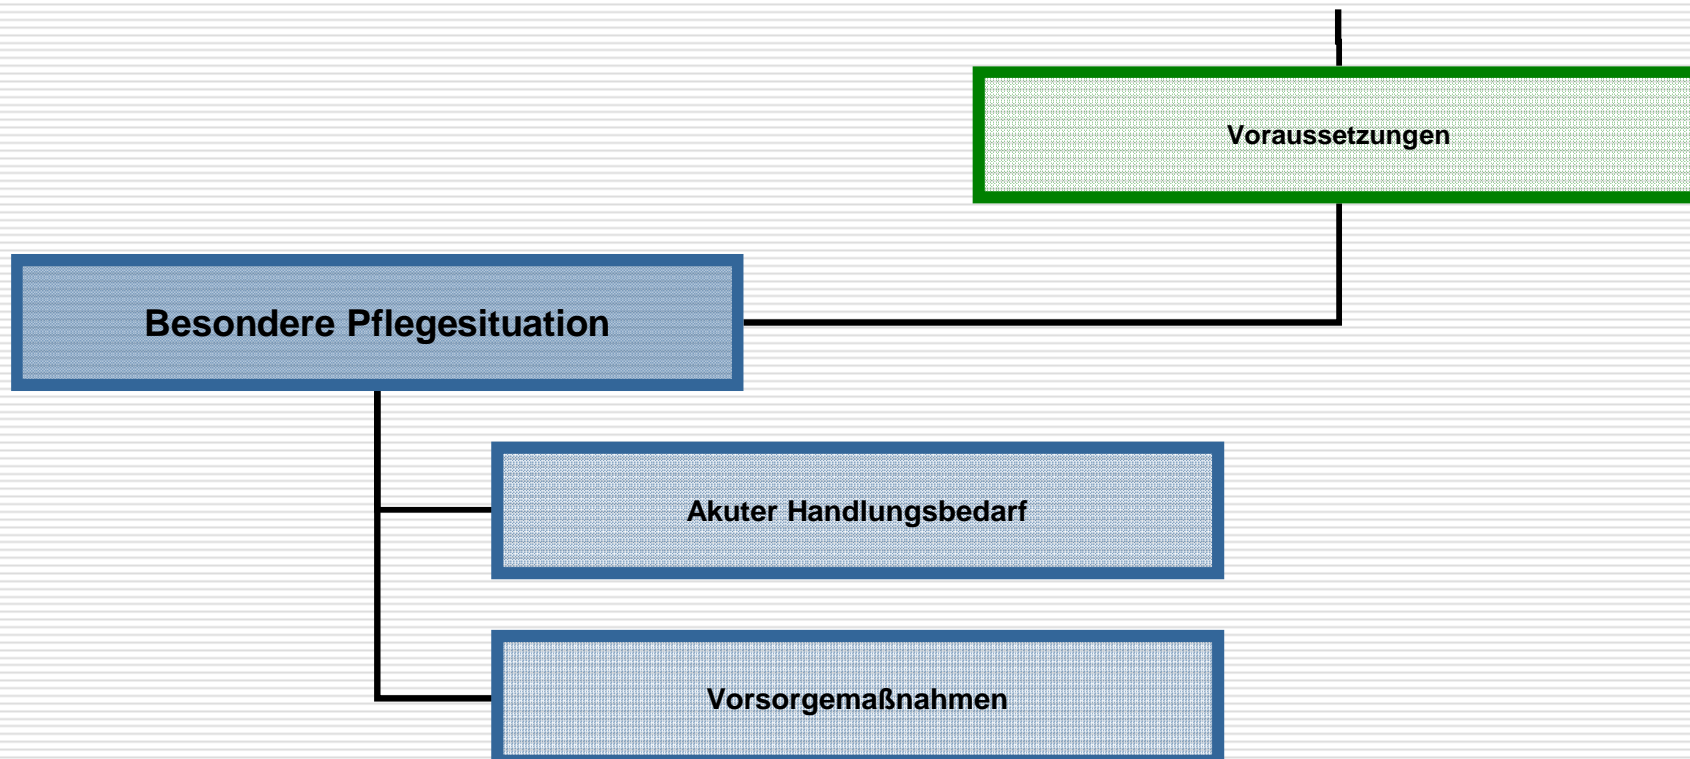 Voraussetzungen
Besondere Pflegesituation
Akuter Handlungsbedarf
Vorsorgemaßnahmen